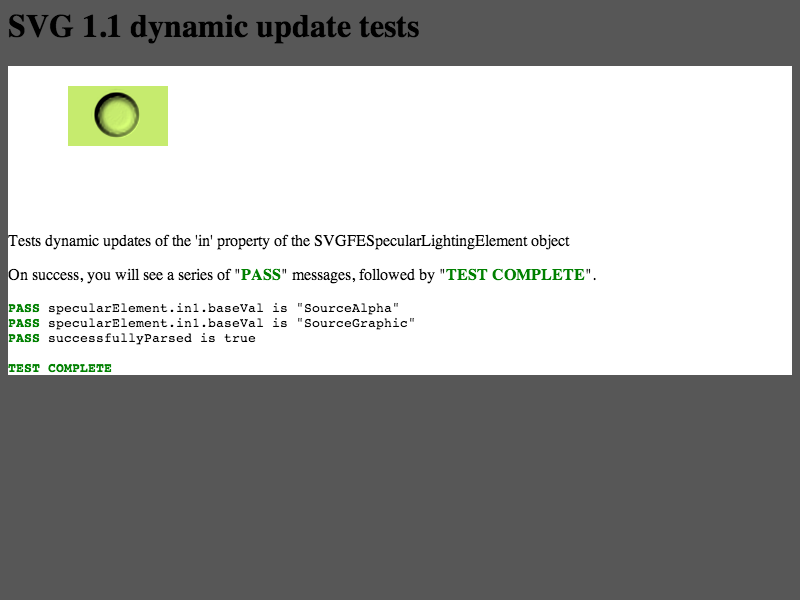 SVG 1.1 dynamic update tests
Tests dynamic updates of the 'in' property of the SVGFESpecularLightingElement object
On success, you will see a series of "PASS" messages, followed by "TEST COMPLETE".
PASS specularElement.in1.baseVal is "SourceAlpha"
PASS specularElement.in1.baseVal is "SourceGraphic"
PASS successfullyParsed is true
TEST COMPLETE